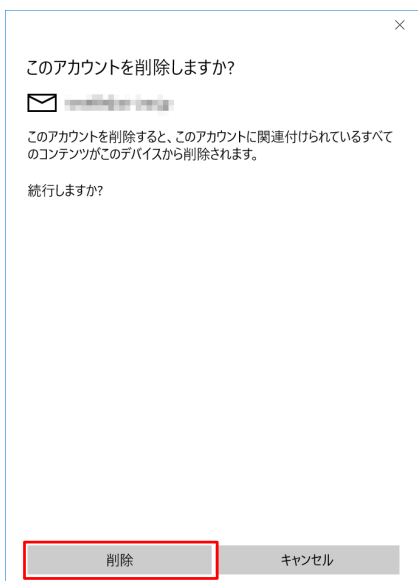 このアカウントを削除しますか?
このアカウントを削除すると、このアカウントに関連付けられているすべて
のコンテンツがこのデバイスから削除されます。
続行しますか?
削除
キャンセル